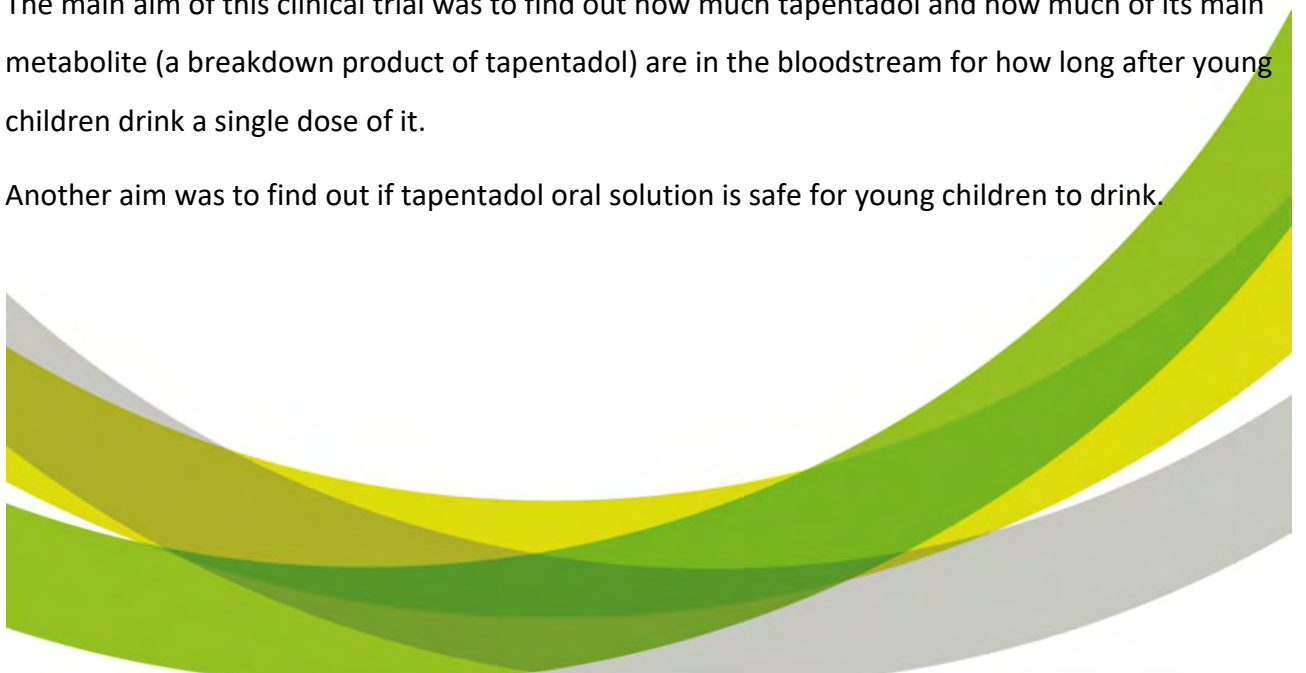 The main aim of this clinical trial was to find out how much tapentadol and how much of its main
metabolite (a breakdown product of tapentadol) are in the bloodstream for how long after young
children drink a single dose of it.
Another aim was to find out if tapentadol oral solution is safe for young children to drink.